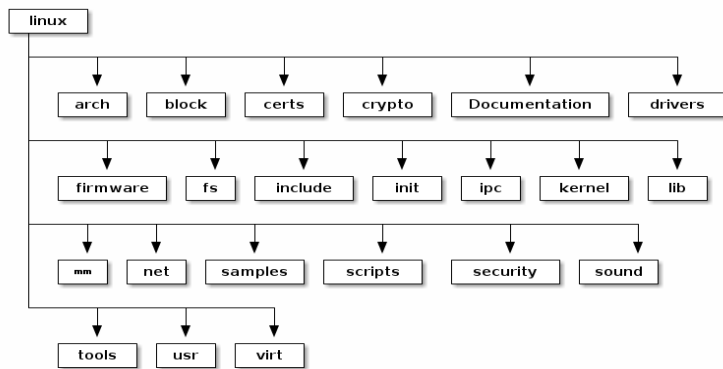 linux
arch block certs crypto Documentation drivers
firmware fs include init ipc kernel lib
mm net samples scripts security sound
tools usr virt